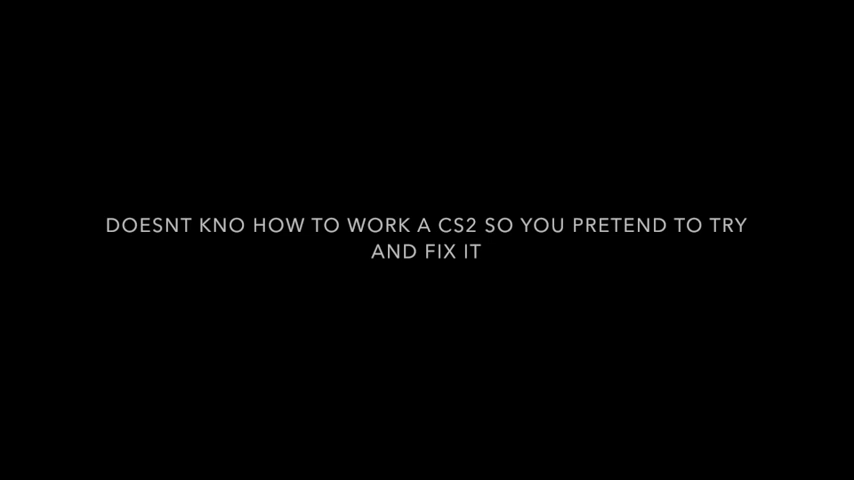 DOESNT KNO HOW TO WORK A CS2 SO YOU PRETEND TO TRY
AND FIX IT